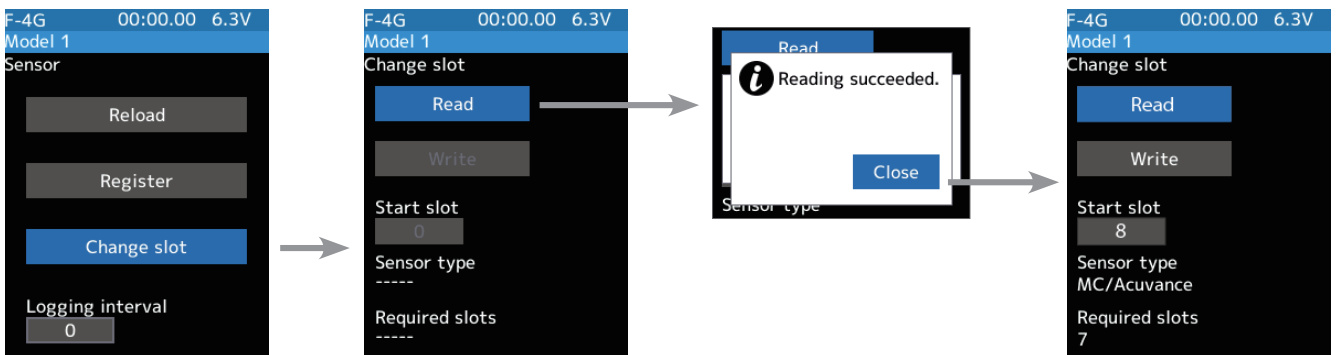 F-4G 00:00.00 6.3V
Model 1
Sensor
Reload
Register
Change slot
Logging interval
0
F-4G 00:00.00 6.3V
Model 1
Change slot
Read
Write
Start slot
0
Sensor type
-----
Required slots
-----
Read
Reading succeeded.
Close
Sensor type
F-4G 00:00.00 6.3V
Model 1
Change slot
Read
Write
Start slot
8
Sensor type
MC/Acuvance
Required slots
7